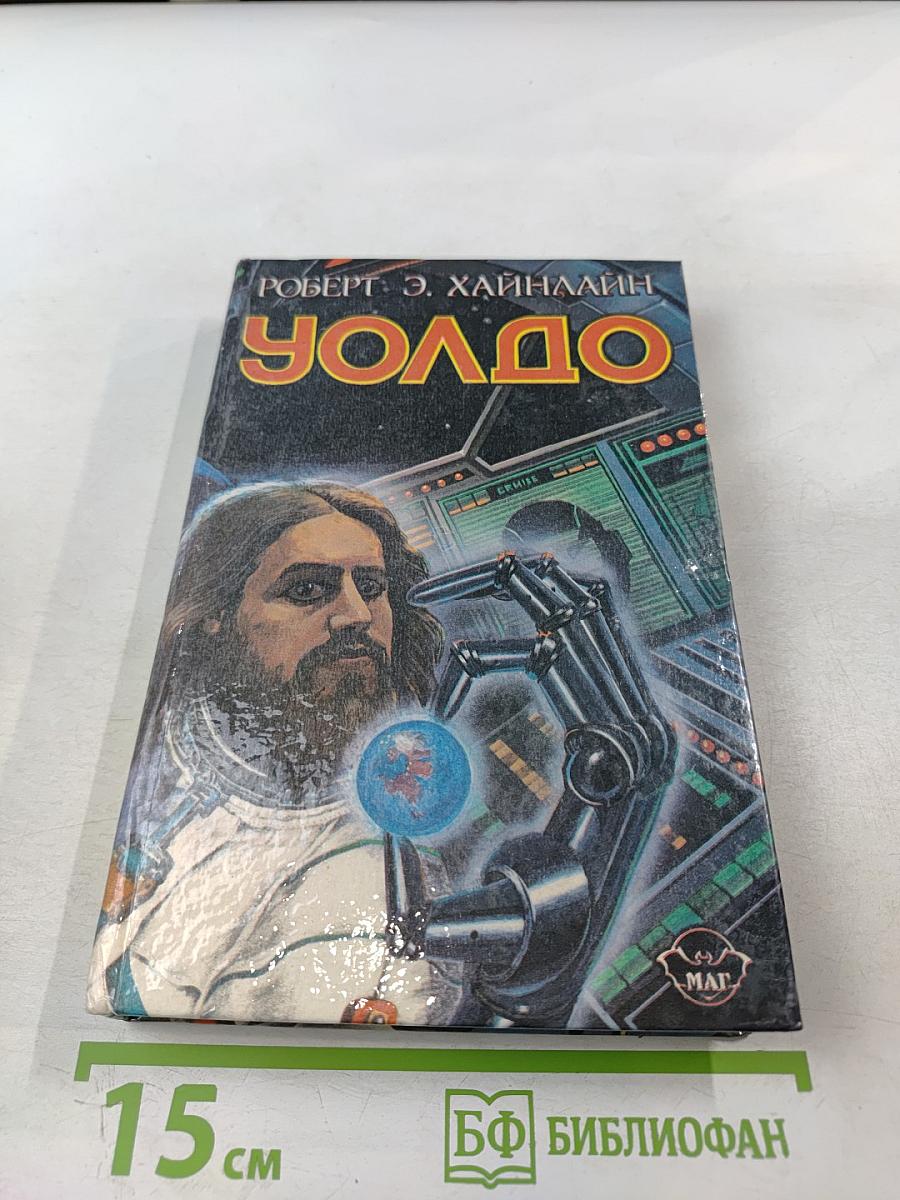 РОБЕРТ Э. ХАЙНЛАЙН
УОЛДО
CRUISE
МАГ
15 см
БФ БИБЛИОФАН